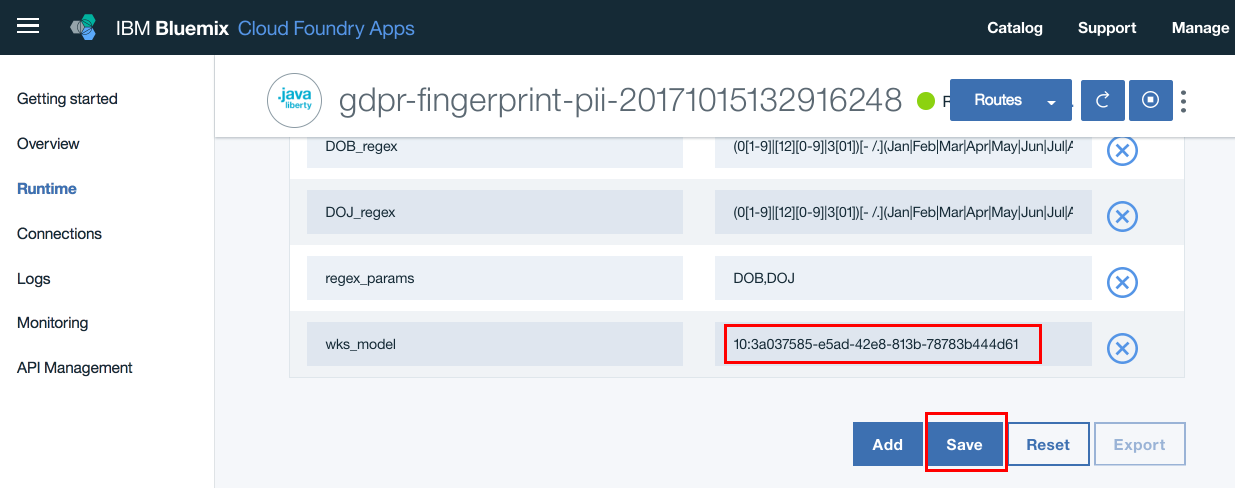 IBM Bluemix Cloud Foundry Apps
Catalog
Support
Manage
Getting started
Overview
Runtime
Connections
Logs
Monitoring
API Management
.java
liberty
gdpr-fingerprint-pii-20171015132916248
Routes
DOB_regex
(0[1-9]|[12][0-9]|3[01])[- /.](Jan|Feb|Mar|Apr|May|Jun|Jul|A
DOJ_regex
(0[1-9]|[12][0-9]|3[01])[- /.](Jan|Feb|Mar|Apr|May|Jun|Jul|A
regex_params
DOB,DOJ
wks_model
10:3a037585-e5ad-42e8-813b-78783b444d61
Add
Save
Reset
Export